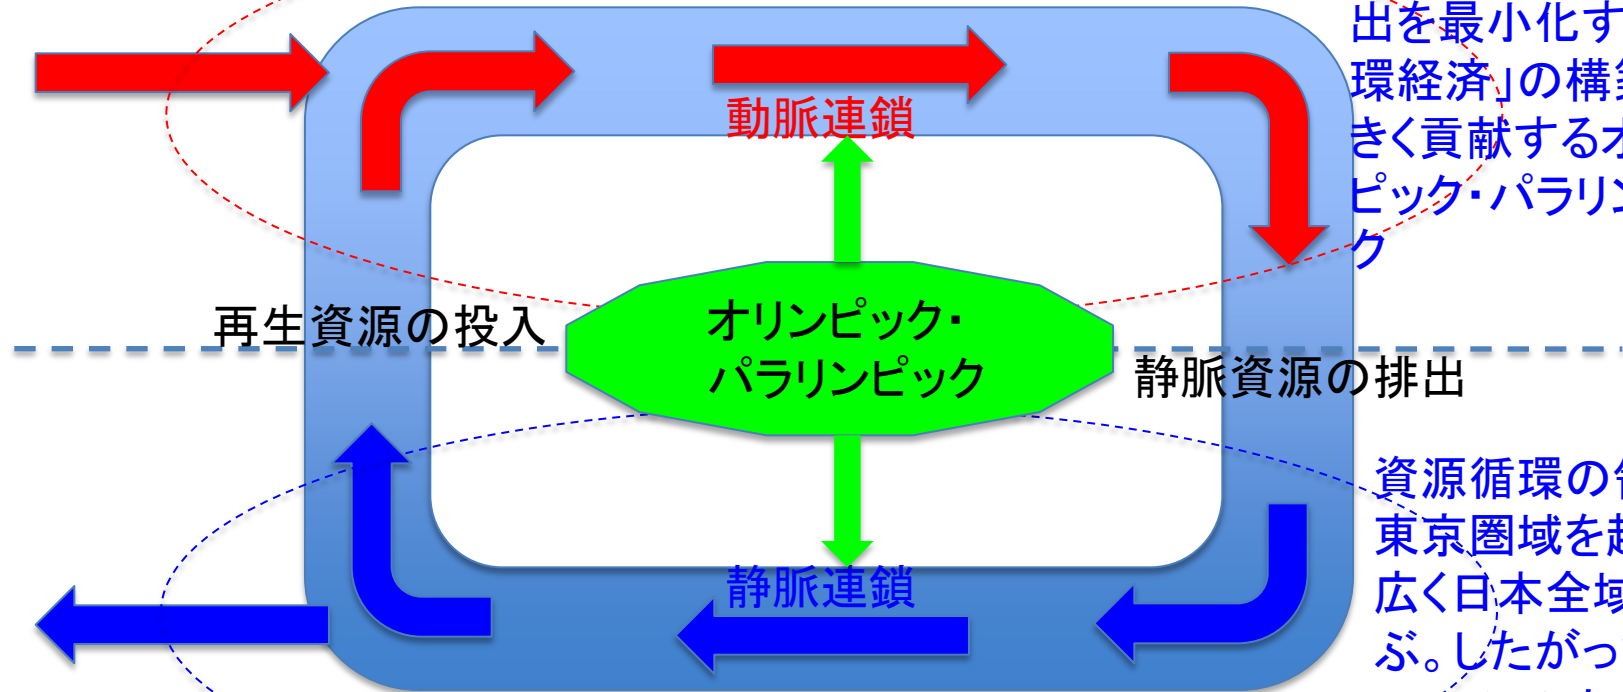 出を最小化す
環経済」の構築
きく貢献するオ
ピック・パラリン
ク
動脈連鎖
再生資源の投入
オリンピック・
パラリンピック
静脈資源の排出
静脈連鎖
資源循環の
東京圏域を超
広く日本全域
ぶ。したがっ